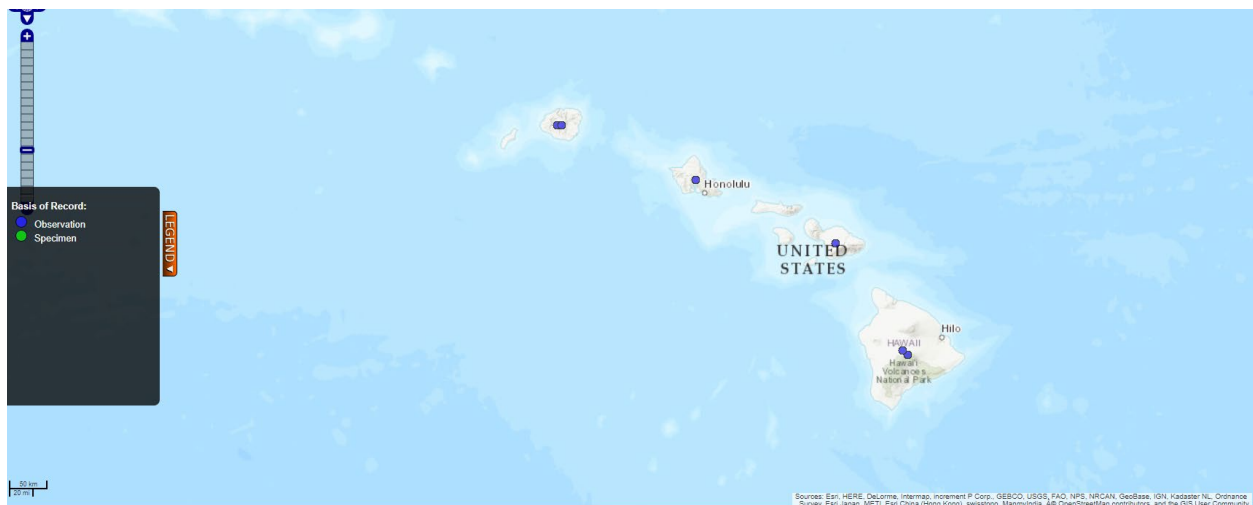 Honolulu
UNITED
STATES
Basis of Record:
Observation
Specimen
LEGEND
Hilo
HAWAII
Hawai'i
Volcanoes
National Park
50 km
20 mi
Sources: Esri, HERE, DeLorme, Intermap, increment P Corp., GEBCO, USGS, FAO, NPS, NRCAN, GeoBase, IGN, Kadaster NL, Ordnance
Survey, Esri Japan, METI, Esri China (Hong Kong), swisstopo, MapmyIndia, Â© OpenStreetMap contributors, and the GIS User Community